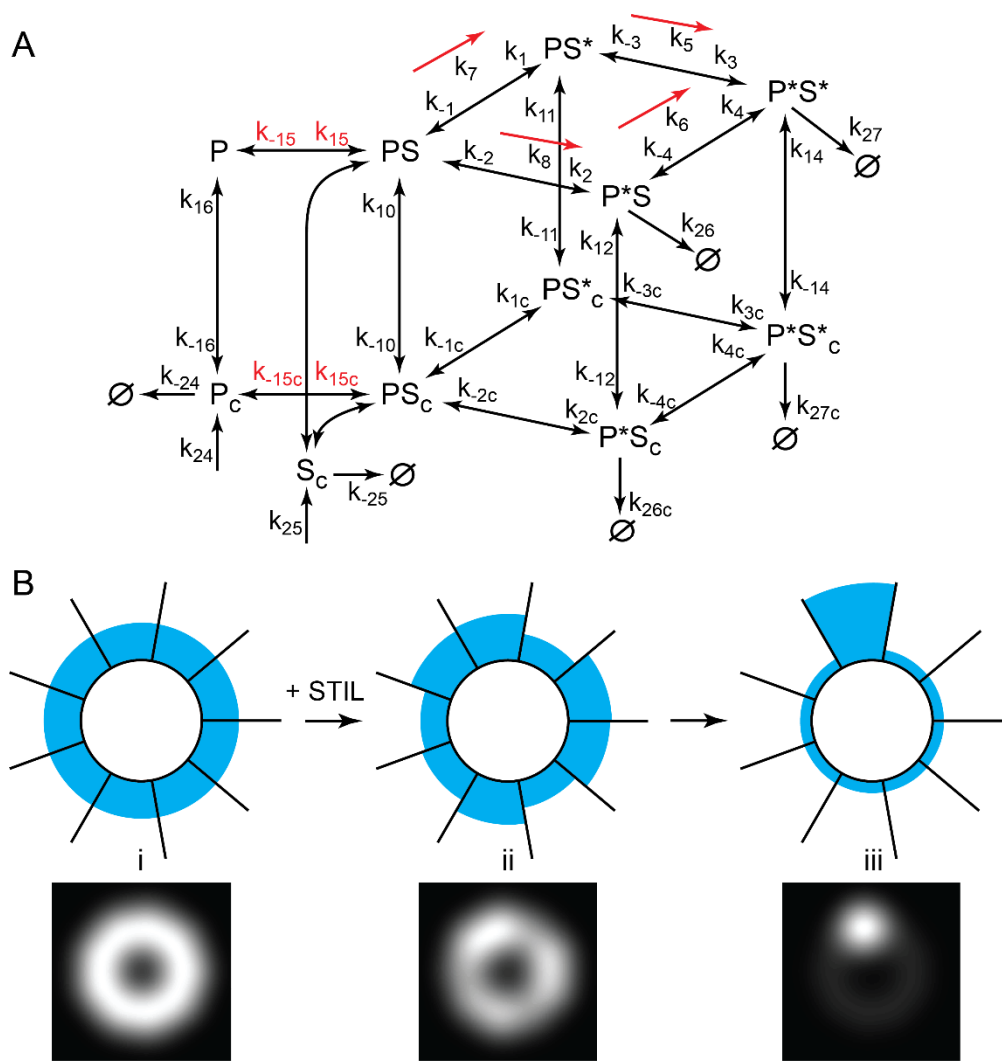 A
k₇
k₁
PS*
k₋₃
k₅
k₃
P*S*
k₋₁
k₁₁
k₆
k₄
k₂₇
∅
P
k₋₁₅
k₁₅
PS
k₋₂
k₈
k₂
k₋₄
k₁₄
P*S
k₁₆
k₁₀
k₋₁₁
k₁₂
k₂₆
∅
PS*c
k₋₃c
k₋₁₄
k₁c
k₃c
P*S*c
k₋₁₆
k₋₁₀
k₋₁c
k₋₁₂
k₄c
∅
k₋₂₄
Pc
k₋₁₅c
k₁₅c
PSc
k₋₂c
k₂c
k₋₄c
k₂₇c
P*Sc
∅
k₂₄
Sc
k₋₂₅
∅
k₂₅
k₂₆c
∅
B
+ STIL
i
ii
iii